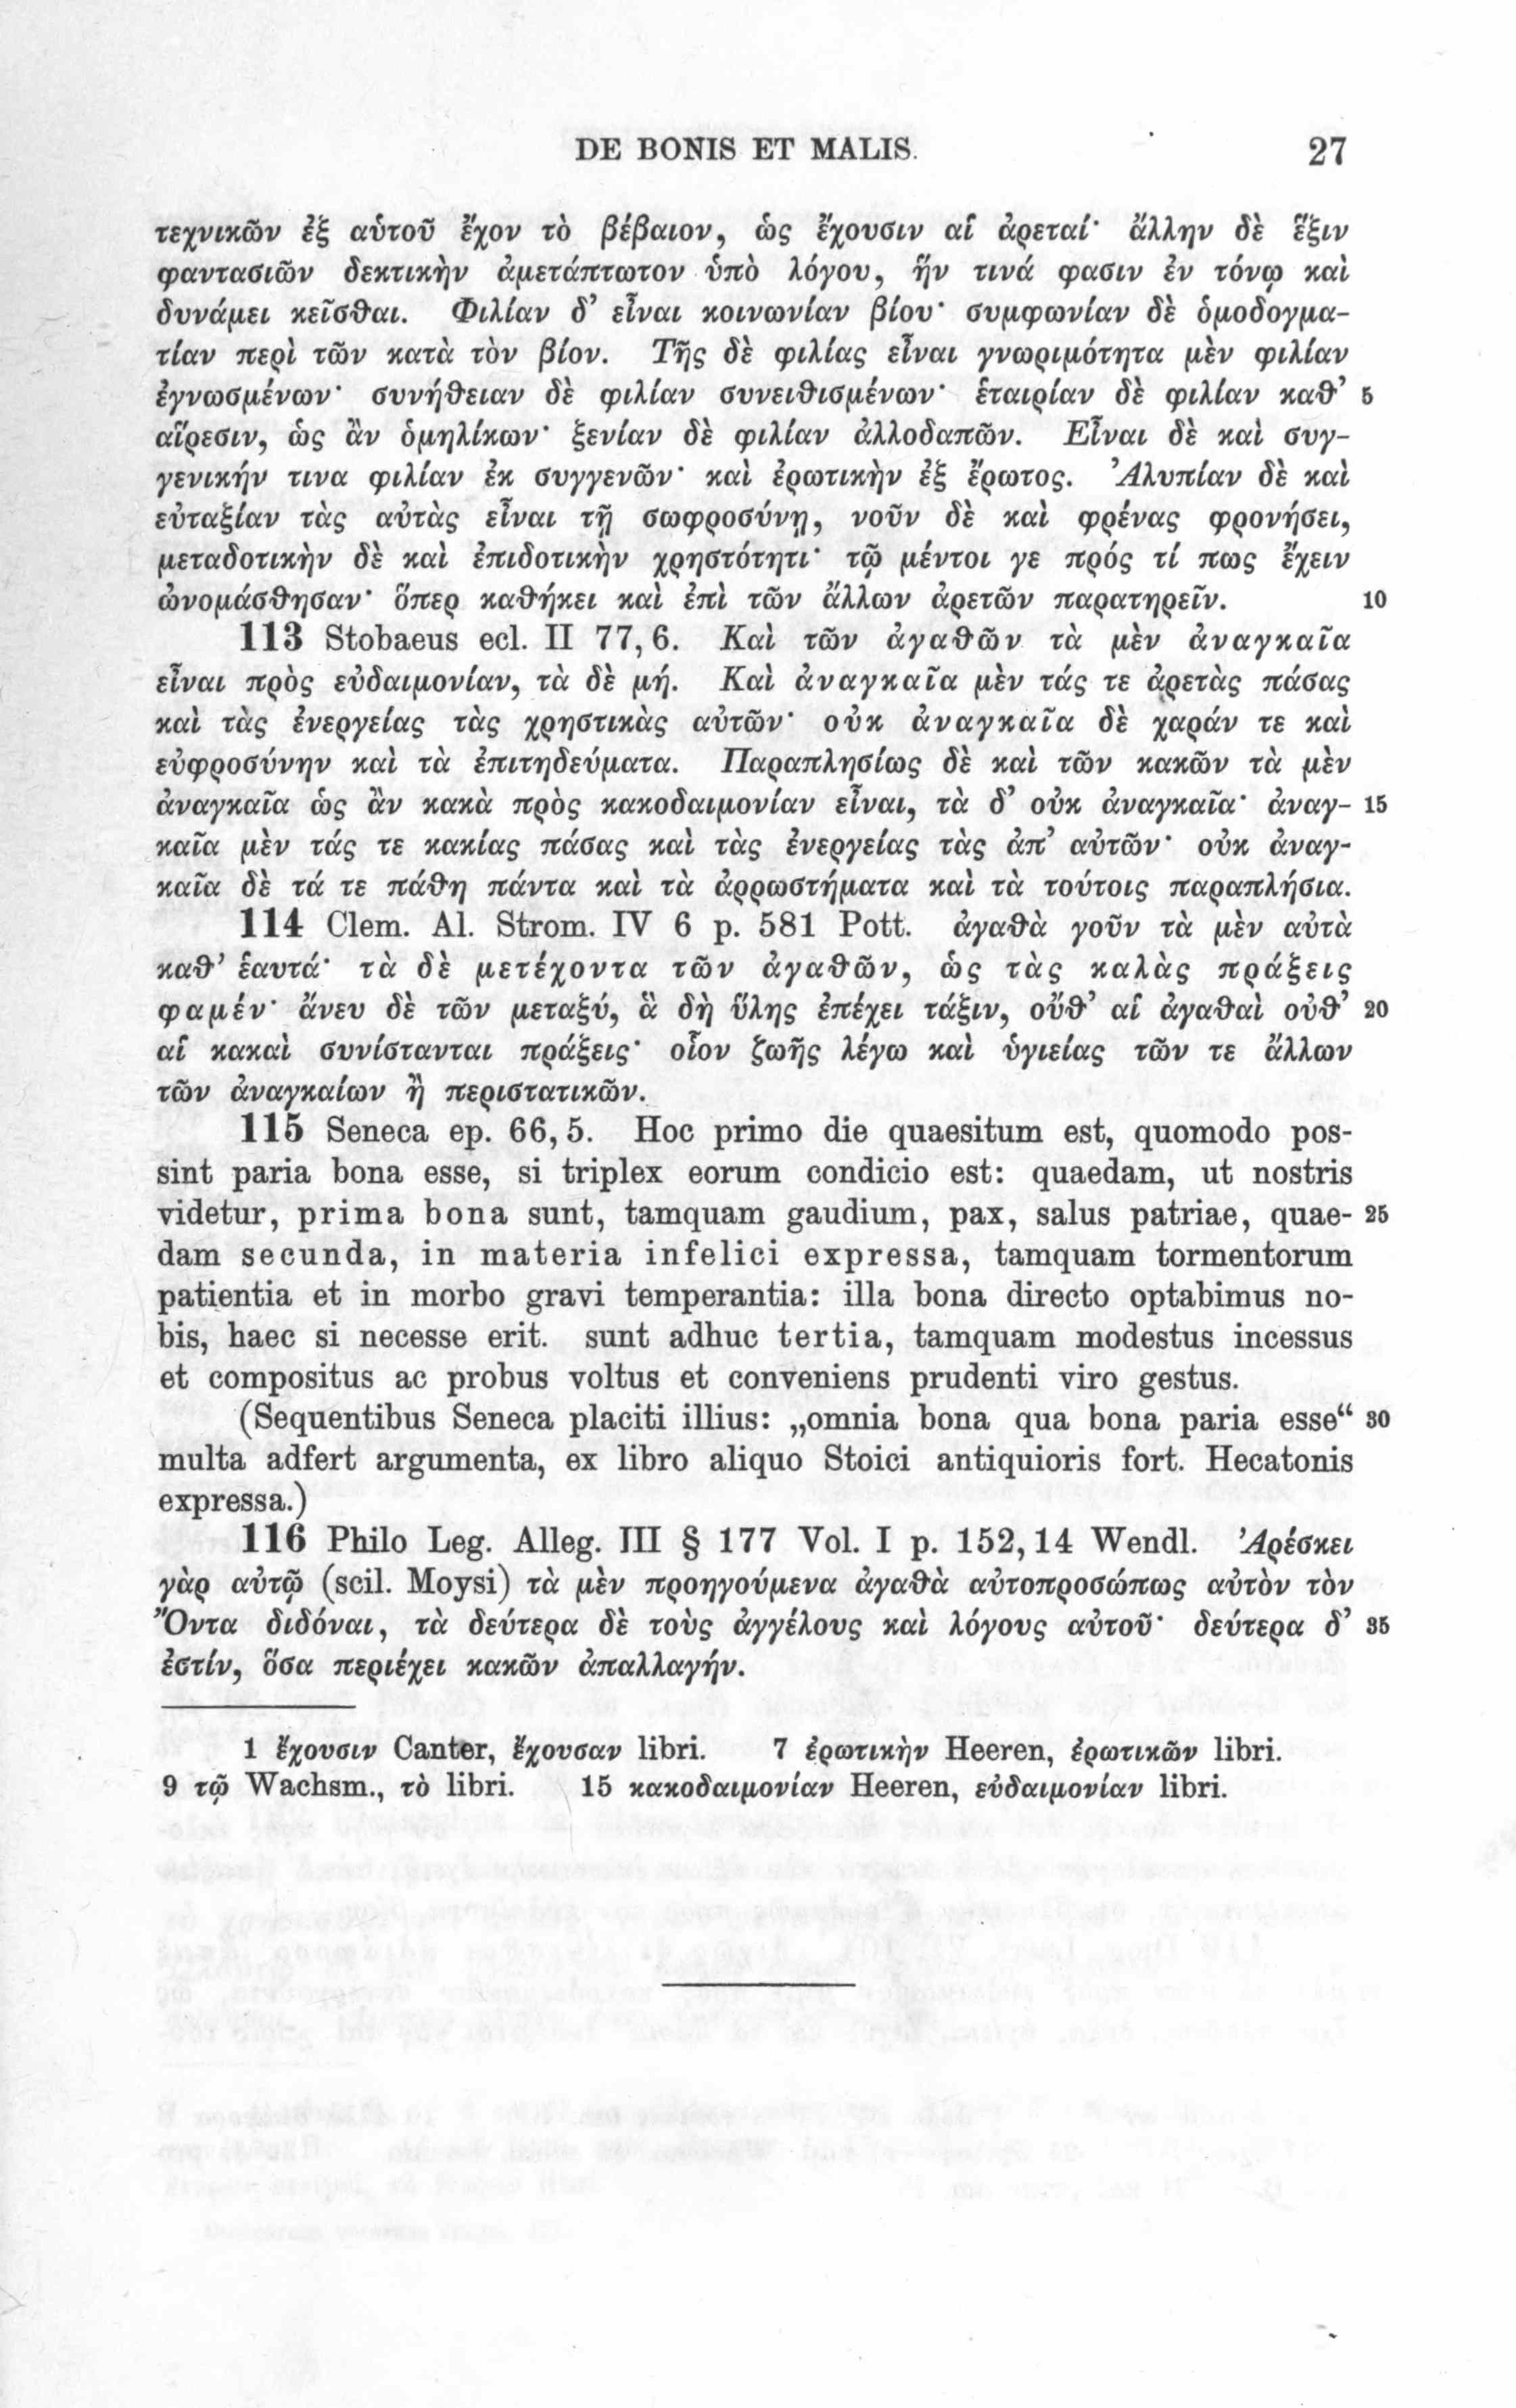 DE BONIS ET MALIS. 27
τεχνικῶν ἐξ αὑτοῦ ἔχον τὸ βέβαιον, ὡς ἔχουσιν αἱ ἀρεταί· ἄλλην δὲ ἕξιν
φαντασιῶν δεκτικὴν ἀμετάπτωτον ὑπὸ λόγου, ἥν τινά φασιν ἐν τόνῳ καὶ
δυνάμει κεῖσθαι. Φιλίαν δ’ εἶναι κοινωνίαν βίου· συμφωνίαν δὲ ὁμοδογμα-
τίαν περὶ τῶν κατὰ τὸν βίον. Τῆς δὲ φιλίας εἶναι γνωριμότητα μὲν φιλίαν
ἐγνωσμένων· συνήθειαν δὲ φιλίαν συνειθισμένων· ἑταιρίαν δὲ φιλίαν καθ’ 5
αἵρεσιν, ὡς ἂν ὁμηλίκων· ξενίαν δὲ φιλίαν ἀλλοδαπῶν. Εἶναι δὲ καὶ συγ-
γενικήν τινα φιλίαν ἐκ συγγενῶν· καὶ ἐρωτικὴν ἐξ ἔρωτος. Ἀλυπίαν δὲ καὶ
εὐταξίαν τὰς αὐτὰς εἶναι τῇ σωφροσύνῃ, νοῦν δὲ καὶ φρένας φρονήσει,
μεταδοτικὴν δὲ καὶ ἐπιδοτικὴν χρηστότητι· τῷ μέντοι γε πρός τί πως ἔχειν
ὠνομάσθησαν· ὅπερ καθήκει καὶ ἐπὶ τῶν ἄλλων ἀρετῶν παρατηρεῖν. 10
113 Stobaeus ecl. II 77, 6. Καὶ τῶν ἀγαθῶν τὰ μὲν ἀναγκαῖα
εἶναι πρὸς εὐδαιμονίαν, τὰ δὲ μή. Καὶ ἀναγκαῖα μὲν τάς τε ἀρετὰς πάσας
καὶ τὰς ἐνεργείας τὰς χρηστικὰς αὐτῶν· οὐκ ἀναγκαῖα δὲ χαράν τε καὶ
εὐφροσύνην καὶ τὰ ἐπιτηδεύματα. Παραπλησίως δὲ καὶ τῶν κακῶν τὰ μὲν
ἀναγκαῖα ὡς ἂν κακὰ πρὸς κακοδαιμονίαν εἶναι, τὰ δ’ οὐκ ἀναγκαῖα· ἀναγ- 15
καῖα μὲν τάς τε κακίας πάσας καὶ τὰς ἐνεργείας τὰς ἀπ’ αὐτῶν· οὐκ ἀναγ-
καῖα δὲ τά τε πάθη πάντα καὶ τὰ ἀρρωστήματα καὶ τὰ τούτοις παραπλήσια.
114 Clem. Al. Strom. IV 6 p. 581 Pott. ἀγαθὰ γοῦν τὰ μὲν αὐτὰ
καθ’ ἑαυτά· τὰ δὲ μετέχοντα τῶν ἀγαθῶν, ὡς τὰς καλὰς πράξεις
φαμέν· ἄνευ δὲ τῶν μεταξύ, ἃ δὴ ὕλης ἐπέχει τάξιν, οὔθ’ αἱ ἀγαθαὶ οὐθ’ 20
αἱ κακαὶ συνίστανται πράξεις· οἷον ζωῆς λέγω καὶ ὑγιείας τῶν τε ἄλλων
τῶν ἀναγκαίων ἢ περιστατικῶν.
115 Seneca ep. 66, 5. Hoc primo die quaesitum est, quomodo pos-
sint paria bona esse, si triplex eorum condicio est: quaedam, ut nostris
videtur, prima bona sunt, tamquam gaudium, pax, salus patriae, quae- 25
dam secunda, in materia infelici expressa, tamquam tormentorum
patientia et in morbo gravi temperantia: illa bona directo optabimus no-
bis, haec si necesse erit. sunt adhuc tertia, tamquam modestus incessus
et compositus ac probus voltus et conveniens prudenti viro gestus.
(Sequentibus Seneca placiti illius: „omnia bona qua bona paria esse“ 30
multa adfert argumenta, ex libro aliquo Stoici antiquioris fort. Hecatonis
expressa.)
116 Philo Leg. Alleg. III § 177 Vol. I p. 152, 14 Wendl. Ἀρέσκει
γὰρ αὐτῷ (scil. Moysi) τὰ μὲν προηγούμενα ἀγαθὰ αὐτοπροσώπως αὐτὸν τὸν
Ὄντα διδόναι, τὰ δεύτερα δὲ τοὺς ἀγγέλους καὶ λόγους αὐτοῦ· δεύτερα δ’ 35
ἐστίν, ὅσα περιέχει κακῶν ἀπαλλαγήν.
1 ἔχουσιν Canter, ἔχουσαν libri. 7 ἐρωτικὴν Heeren, ἐρωτικῶν libri.
9 τῷ Wachsm., τὸ libri. 15 κακοδαιμονίαν Heeren, εὐδαιμονίαν libri.